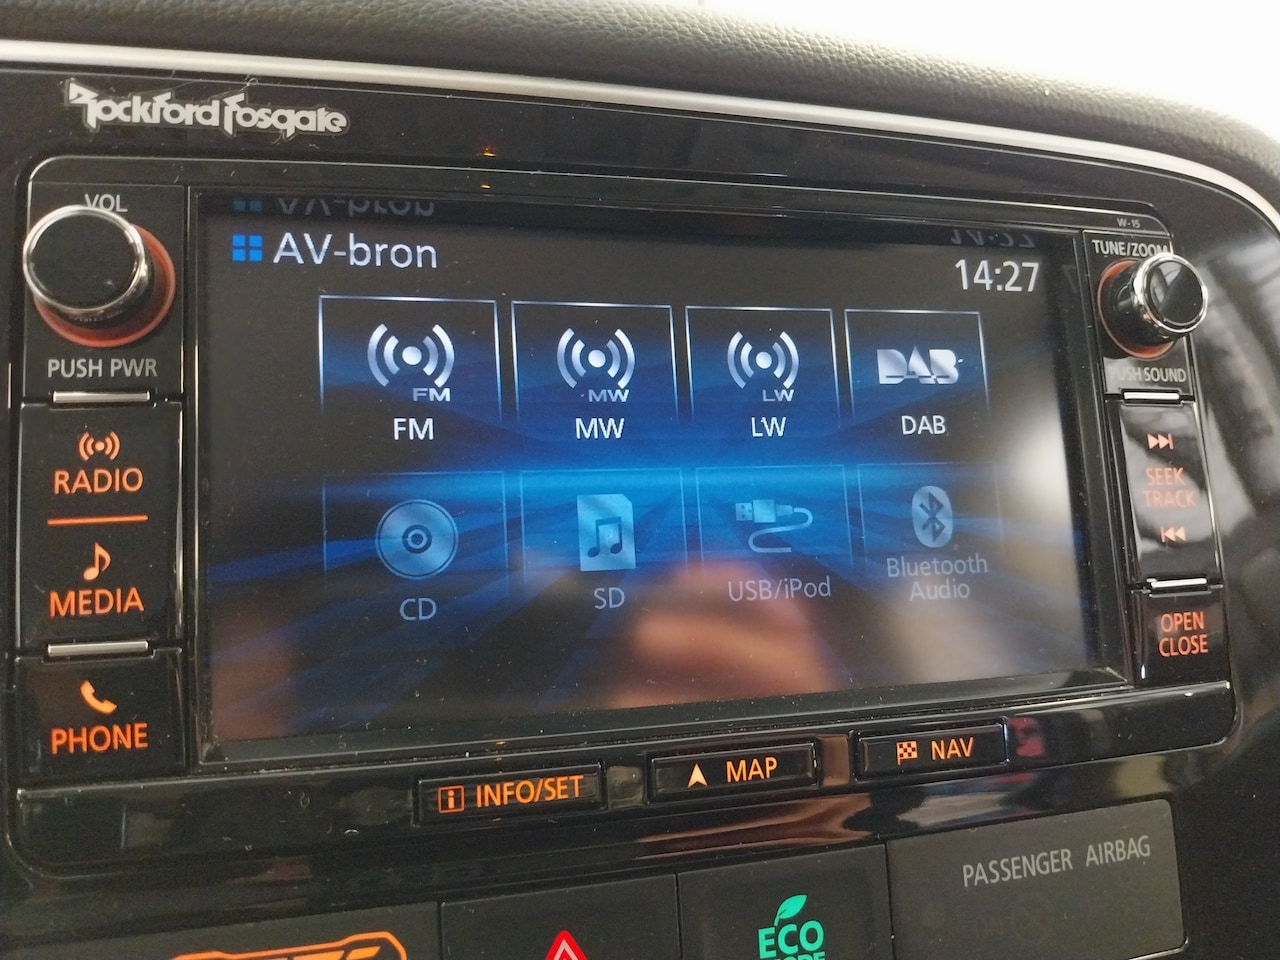 Rockford Fosgate
VOL
PUSH PWR
RADIO
MEDIA
PHONE
AV-bron
14:27
FM
FM
MW
MW
LW
LW
DAB
DAB
CD
SD
USB/iPod
Bluetooth
Audio
W-15
TUNE/ZOOM
PUSH SOUND
SEEK
TRACK
OPEN
CLOSE
INFO/SET
MAP
NAV
PASSENGER AIRBAG
ECO